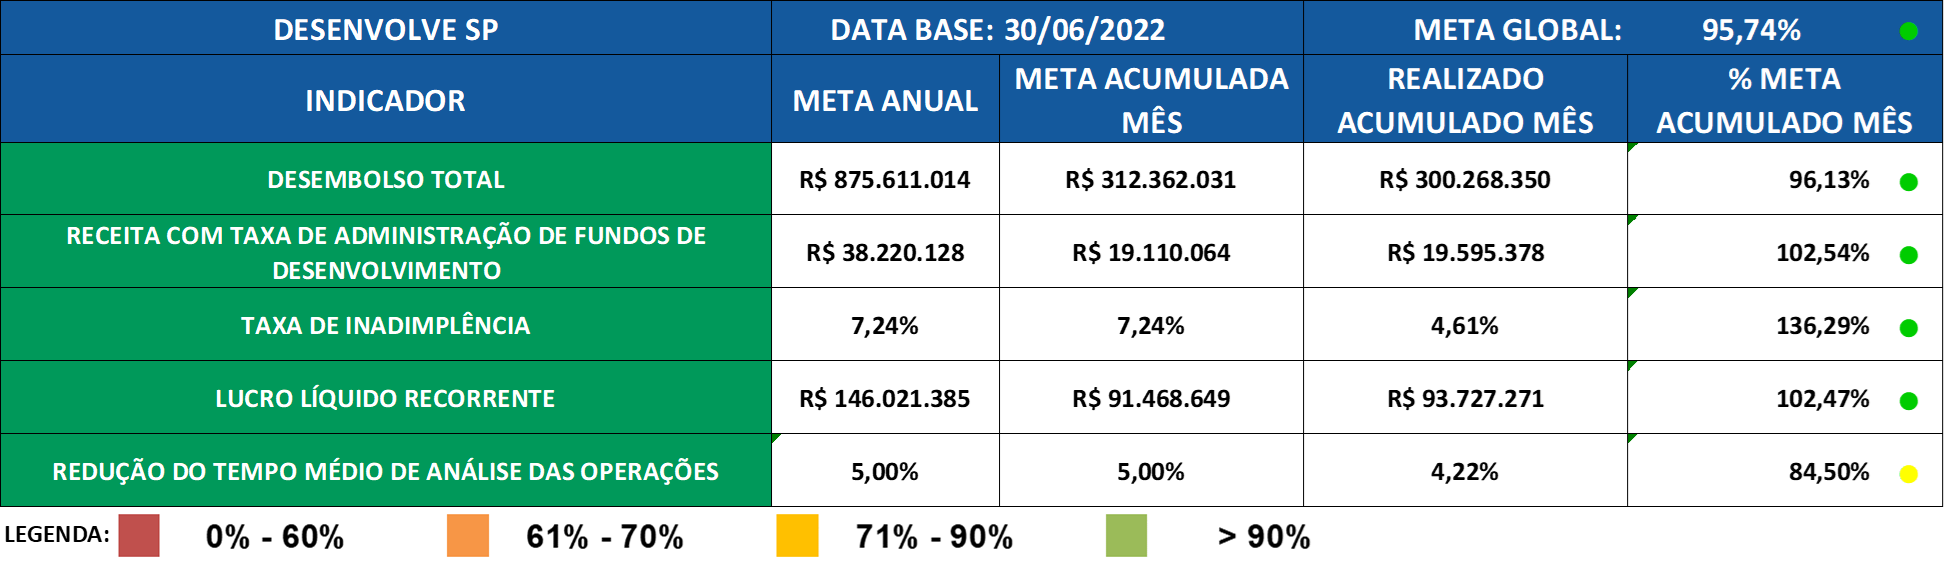 DESENVOLVE SP DATA BASE: 30/06/2022 META GLOBAL: 95,74%
INDICADOR META ANUAL META ACUMULADA MÊS REALIZADO ACUMULADO MÊS % META ACUMULADO MÊS
DESEMBOLSO TOTAL R$ 875.611.014 R$ 312.362.031 R$ 300.268.350 96,13%
RECEITA COM TAXA DE ADMINISTRAÇÃO DE FUNDOS DE DESENVOLVIMENTO R$ 38.220.128 R$ 19.110.064 R$ 19.595.378 102,54%
TAXA DE INADIMPLÊNCIA 7,24% 7,24% 4,61% 136,29%
LUCRO LÍQUIDO RECORRENTE R$ 146.021.385 R$ 91.468.649 R$ 93.727.271 102,47%
REDUÇÃO DO TEMPO MÉDIO DE ANÁLISE DAS OPERAÇÕES 5,00% 5,00% 4,22% 84,50%
LEGENDA: 0% - 60% 61% - 70% 71% - 90% > 90%